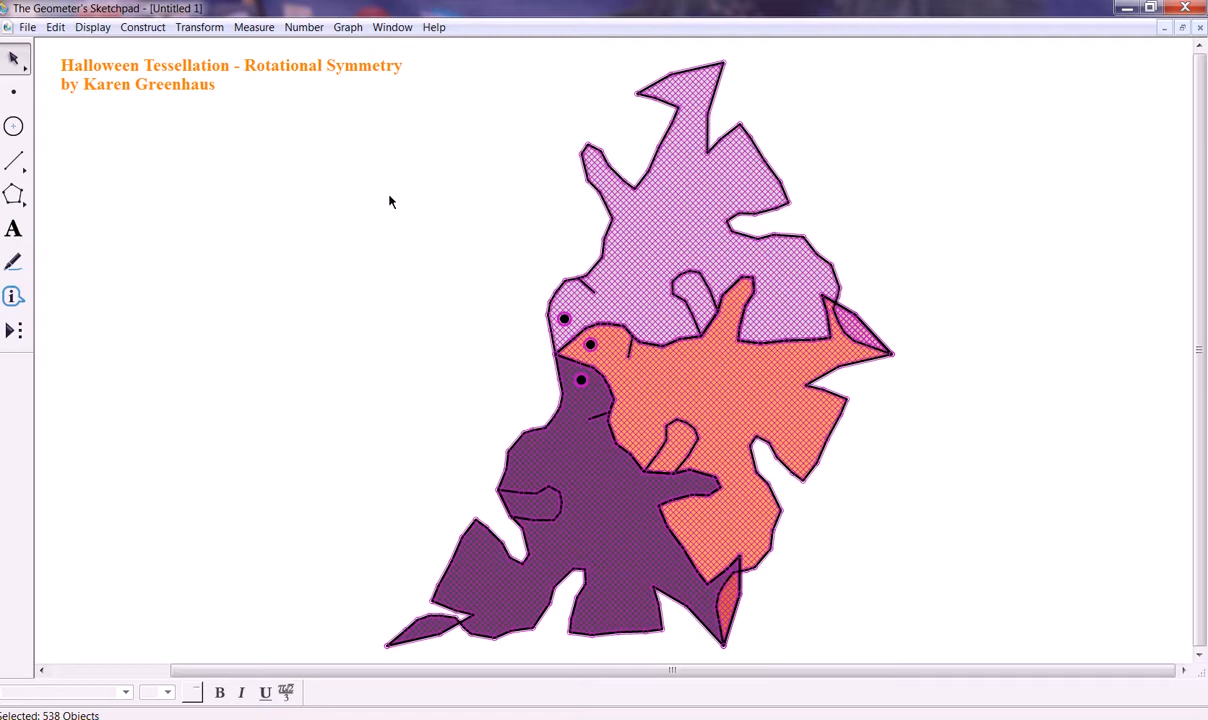 The Geometer's Sketchpad - [Untitled 1]
File Edit Display Construct Transform Measure Number Graph Window Help
Halloween Tessellation - Rotational Symmetry
by Karen Greenhaus
A
B I U
Selected: 538 Objects